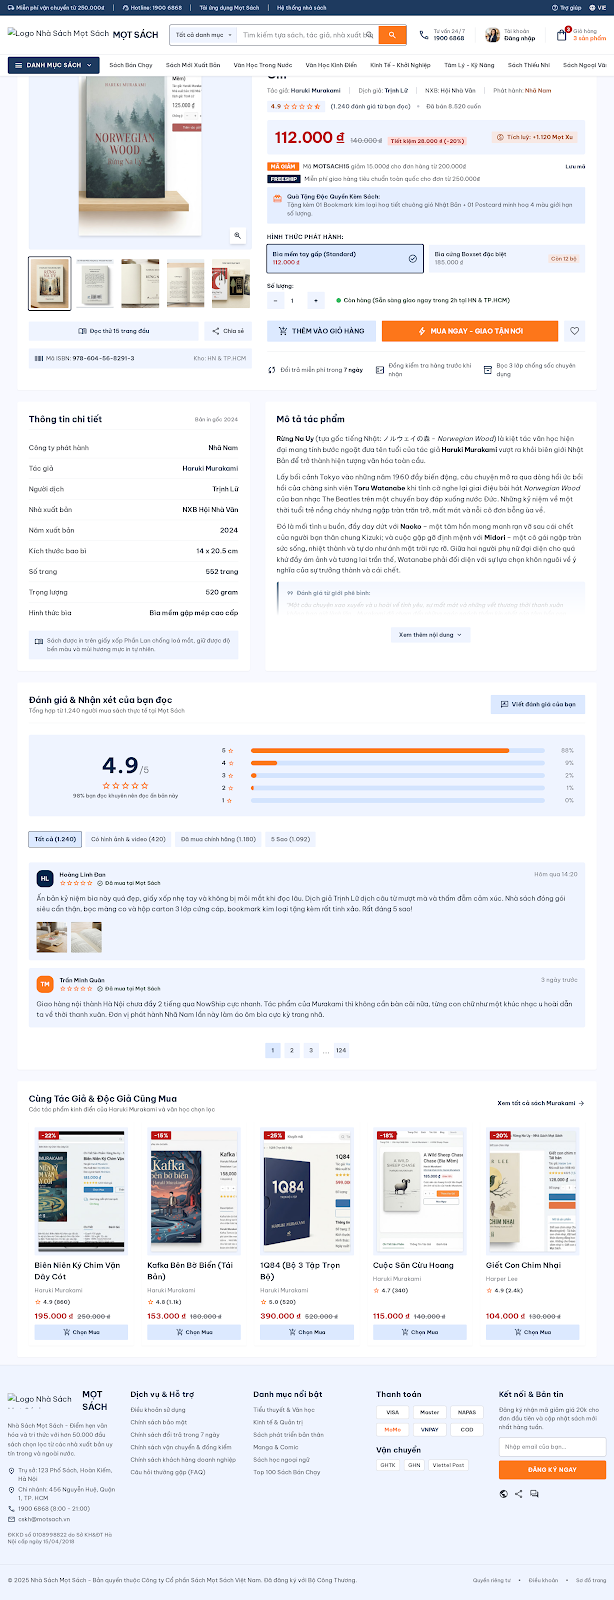 Miễn phí vận chuyển từ 250.000đ
Hotline: 1900 6868
Tải ứng dụng Mọt Sách
Hệ thống nhà sách
Trợ giúp
VIE
Logo Nhà Sách Mọt Sách
MỌT SÁCH
Tất cả danh mục
Tìm kiếm tựa sách, tác giả, nhà xuất b
Tư vấn 24/7
1900 6868
Tài khoản
Đăng nhập
3
Giỏ hàng
3 sản phẩm
DANH MỤC SÁCH
Sách Bán Chạy
Sách Mới Xuất Bản
Văn Học Trong Nước
Văn Học Kinh Điển
Kinh Tế - Khởi Nghiệp
Tâm Lý - Kỹ Năng
Sách Thiếu Nhi
Sách Ngoại Vă
HARUKI MURAKAMI
NORWEGIAN
WOOD
Rừng Na Uy
Mềm)
125.000 đ
Tác giả: Haruki Murakami
Dịch giả: Trịnh Lữ
NXB: Hội Nhà Văn
Phát hành: Nhã Nam
4.9
(1.240 đánh giá từ bạn đọc)
Đã bán 8.520 cuốn
112.000 đ
140.000 đ
Tiết kiệm 28.000 đ (-20%)
Tích luỹ: +1.120 Mọt Xu
MÃ GIẢM
Mã MOTSACH15 giảm 15.000đ cho đơn hàng từ 200.000đ
Lưu mã
FREESHIP
Miễn phí giao hàng tiêu chuẩn toàn quốc cho đơn từ 250.000đ
Quà Tặng Độc Quyền Kèm Sách:
Tặng kèm 01 Bookmark kim loại hoạ tiết chuông gió Nhật Bản + 01 Postcard minh hoạ 4 màu giới hạn
số lượng.
HÌNH THỨC PHÁT HÀNH:
Bìa mềm tay gấp (Standard)
112.000 đ
Bìa cứng Boxset đặc biệt
185.000 đ
Còn 12 bộ
Số lượng:
−
1
+
Còn hàng (Sẵn sàng giao ngay trong 2h tại HN & TP.HCM)
Đọc thử 15 trang đầu
Chia sẻ
THÊM VÀO GIỎ HÀNG
MUA NGAY - GIAO TẬN NƠI
Mã ISBN: 978-604-56-8291-3
Kho: HN & TP.HCM
Đổi trả miễn phí trong 7 ngày
Đồng kiểm tra hàng trước khi
nhận
Bọc 3 lớp chống sốc chuyên
dụng
Thông tin chi tiết
Bản in gốc 2024
Công ty phát hành
Nhã Nam
Tác giả
Haruki Murakami
Người dịch
Trịnh Lữ
Nhà xuất bản
NXB Hội Nhà Văn
Năm xuất bản
2024
Kích thước bao bì
14 x 20.5 cm
Số trang
552 trang
Trọng lượng
520 gram
Hình thức bìa
Bìa mềm gập mép cao cấp
Sách được in trên giấy xốp Phần Lan chống loá mắt, giữ được độ
bền màu và mùi hương mực in tự nhiên.
Mô tả tác phẩm
Rừng Na Uy (tựa gốc tiếng Nhật: ノルウェイの森 - Norwegian Wood) là kiệt tác văn học hiện
đại mang tính bước ngoặt đưa tên tuổi của tác giả Haruki Murakami vượt ra khỏi biên giới Nhật
Bản để trở thành hiện tượng văn hóa toàn cầu.
Lấy bối cảnh Tokyo vào những năm 1960 đầy biến động, câu chuyện mở ra qua dòng hồi ức bồi
hồi của chàng sinh viên Toru Watanabe khi tình cờ nghe lại giai điệu bài hát Norwegian Wood
của ban nhạc The Beatles trên một chuyến bay đáp xuống nước Đức. Những ký niệm về một
thời tuổi trẻ nồng cháy nhưng ngập tràn trăn trở, mất mát và nỗi cô đơn bỗng ùa về.
Đó là mối tình u buồn, đầy day dứt với Naoko – một tâm hồn mong manh rạn vỡ sau cái chết
của người bạn thân chung Kizuki; và cuộc gặp gỡ định mệnh với Midori – một cô gái ngập tràn
sức sống, nhiệt thành và tự do như ánh mặt trời rực rỡ. Giữa hai người phụ nữ đại diện cho quá
khứ đầy ám ảnh và tương lai trần thế, Watanabe phải đối diện với sự lựa chọn khôn nguôi về ý
nghĩa của sự trưởng thành và cái chết.
Đánh giá từ giới phê bình:
Xem thêm nội dung
Đánh giá & Nhận xét của bạn đọc
Tổng hợp từ 1.240 người mua sách thực tế tại Mọt Sách
Viết đánh giá của bạn
4.9/5
98% bạn đọc khuyên nên đọc ấn bản này
5
88%
4
9%
3
2%
2
1%
1
0%
Tất cả (1.240)
Có hình ảnh & video (420)
Đã mua chính hãng (1.180)
5 Sao (1.092)
HL
Hoàng Linh Đan
Đã mua tại Mọt Sách
Hôm qua 14:20
Ấn bản kỷ niệm bìa này quá đẹp, giấy xốp nhẹ tay và không bị mỏi mắt khi đọc lâu. Dịch giả Trịnh Lữ dịch câu từ mượt mà và thấm đẫm cảm xúc. Nhà sách đóng gói
siêu cẩn thận, bọc màng co và hộp carton 3 lớp cứng cáp, bookmark kim loại tặng kèm rất tinh xảo. Rất đáng 5 sao!
TM
Trần Minh Quân
Đã mua tại Mọt Sách
3 ngày trước
Giao hàng nội thành Hà Nội chưa đầy 2 tiếng qua NowShip cực nhanh. Tác phẩm của Murakami thì không cần bàn cãi nữa, từng con chữ như một khúc nhạc u hoài dẫn
ta về thời thanh xuân. Đơn vị phát hành Nhã Nam lần này làm áo ôm bìa cực kỳ trang nhã.
1
2
3
...
124
Cùng Tác Giả & Độc Giả Cũng Mua
Các tác phẩm kinh điển của Haruki Murakami và văn học chọn lọc
Xem tất cả sách Murakami
-22%
-15%
-25%
-18%
-20%
MURAKAMI
Kafka
bên bờ biển
1Q84
A WILD
SHEEP CHASE
CHIM NHẠI
Biên Niên Ký Chim Vặn
Dây Cót
Haruki Murakami
4.9 (860)
195.000 đ
250.000 đ
Chọn Mua
Kafka Bên Bờ Biển (Tái
Bản)
Haruki Murakami
4.8 (1.1k)
153.000 đ
180.000 đ
Chọn Mua
1Q84 (Bộ 3 Tập Trọn
Bộ)
Haruki Murakami
5.0 (520)
390.000 đ
520.000 đ
Chọn Mua
Cuộc Săn Cừu Hoang
Haruki Murakami
4.7 (340)
115.000 đ
140.000 đ
Chọn Mua
Giết Con Chim Nhại
Harper Lee
4.9 (2.4k)
104.000 đ
130.000 đ
Chọn Mua
Logo Nhà Sách
MỌT
SÁCH
Nhà Sách Mọt Sách - Điểm hẹn văn
hóa và tri thức với hơn 50.000 đầu
sách chọn lọc từ các nhà xuất bản uy
tín trong và ngoài nước.
Trụ sở: 123 Phố Sách, Hoàn Kiếm,
Hà Nội
Chi nhánh: 456 Nguyễn Huệ, Quận
1, TP. HCM
1900 6868 (8:00 - 21:00)
cskh@motsach.vn
ĐKKD số 0108998822 do Sở KH&ĐT Hà
Nội cấp ngày 15/04/2018
Dịch vụ & Hỗ trợ
Điều khoản sử dụng
Chính sách bảo mật
Chính sách đổi trả trong 7 ngày
Chính sách vận chuyển & đồng kiểm
Chính sách khách hàng doanh nghiệp
Câu hỏi thường gặp (FAQ)
Danh mục nổi bật
Tiểu thuyết & Văn học
Kinh tế & Quản trị
Sách phát triển bản thân
Manga & Comic
Sách học ngoại ngữ
Top 100 Sách Bán Chạy
Thanh toán
VISA
Master
NAPAS
MoMo
VNPAY
COD
Vận chuyển
GHTK
GHN
Viettel Post
Kết nối & Bản tin
Đăng ký nhận mã giảm giá 20k cho
đơn đầu tiên và cập nhật sách mới
nhất hàng tuần.
Nhập email của bạn...
ĐĂNG KÝ NGAY
© 2025 Nhà Sách Mọt Sách - Bản quyền thuộc Công ty Cổ phần Sách Mọt Sách Việt Nam. Đã đăng ký với Bộ Công Thương.
Quyền riêng tư
Điều khoản
Sơ đồ trang